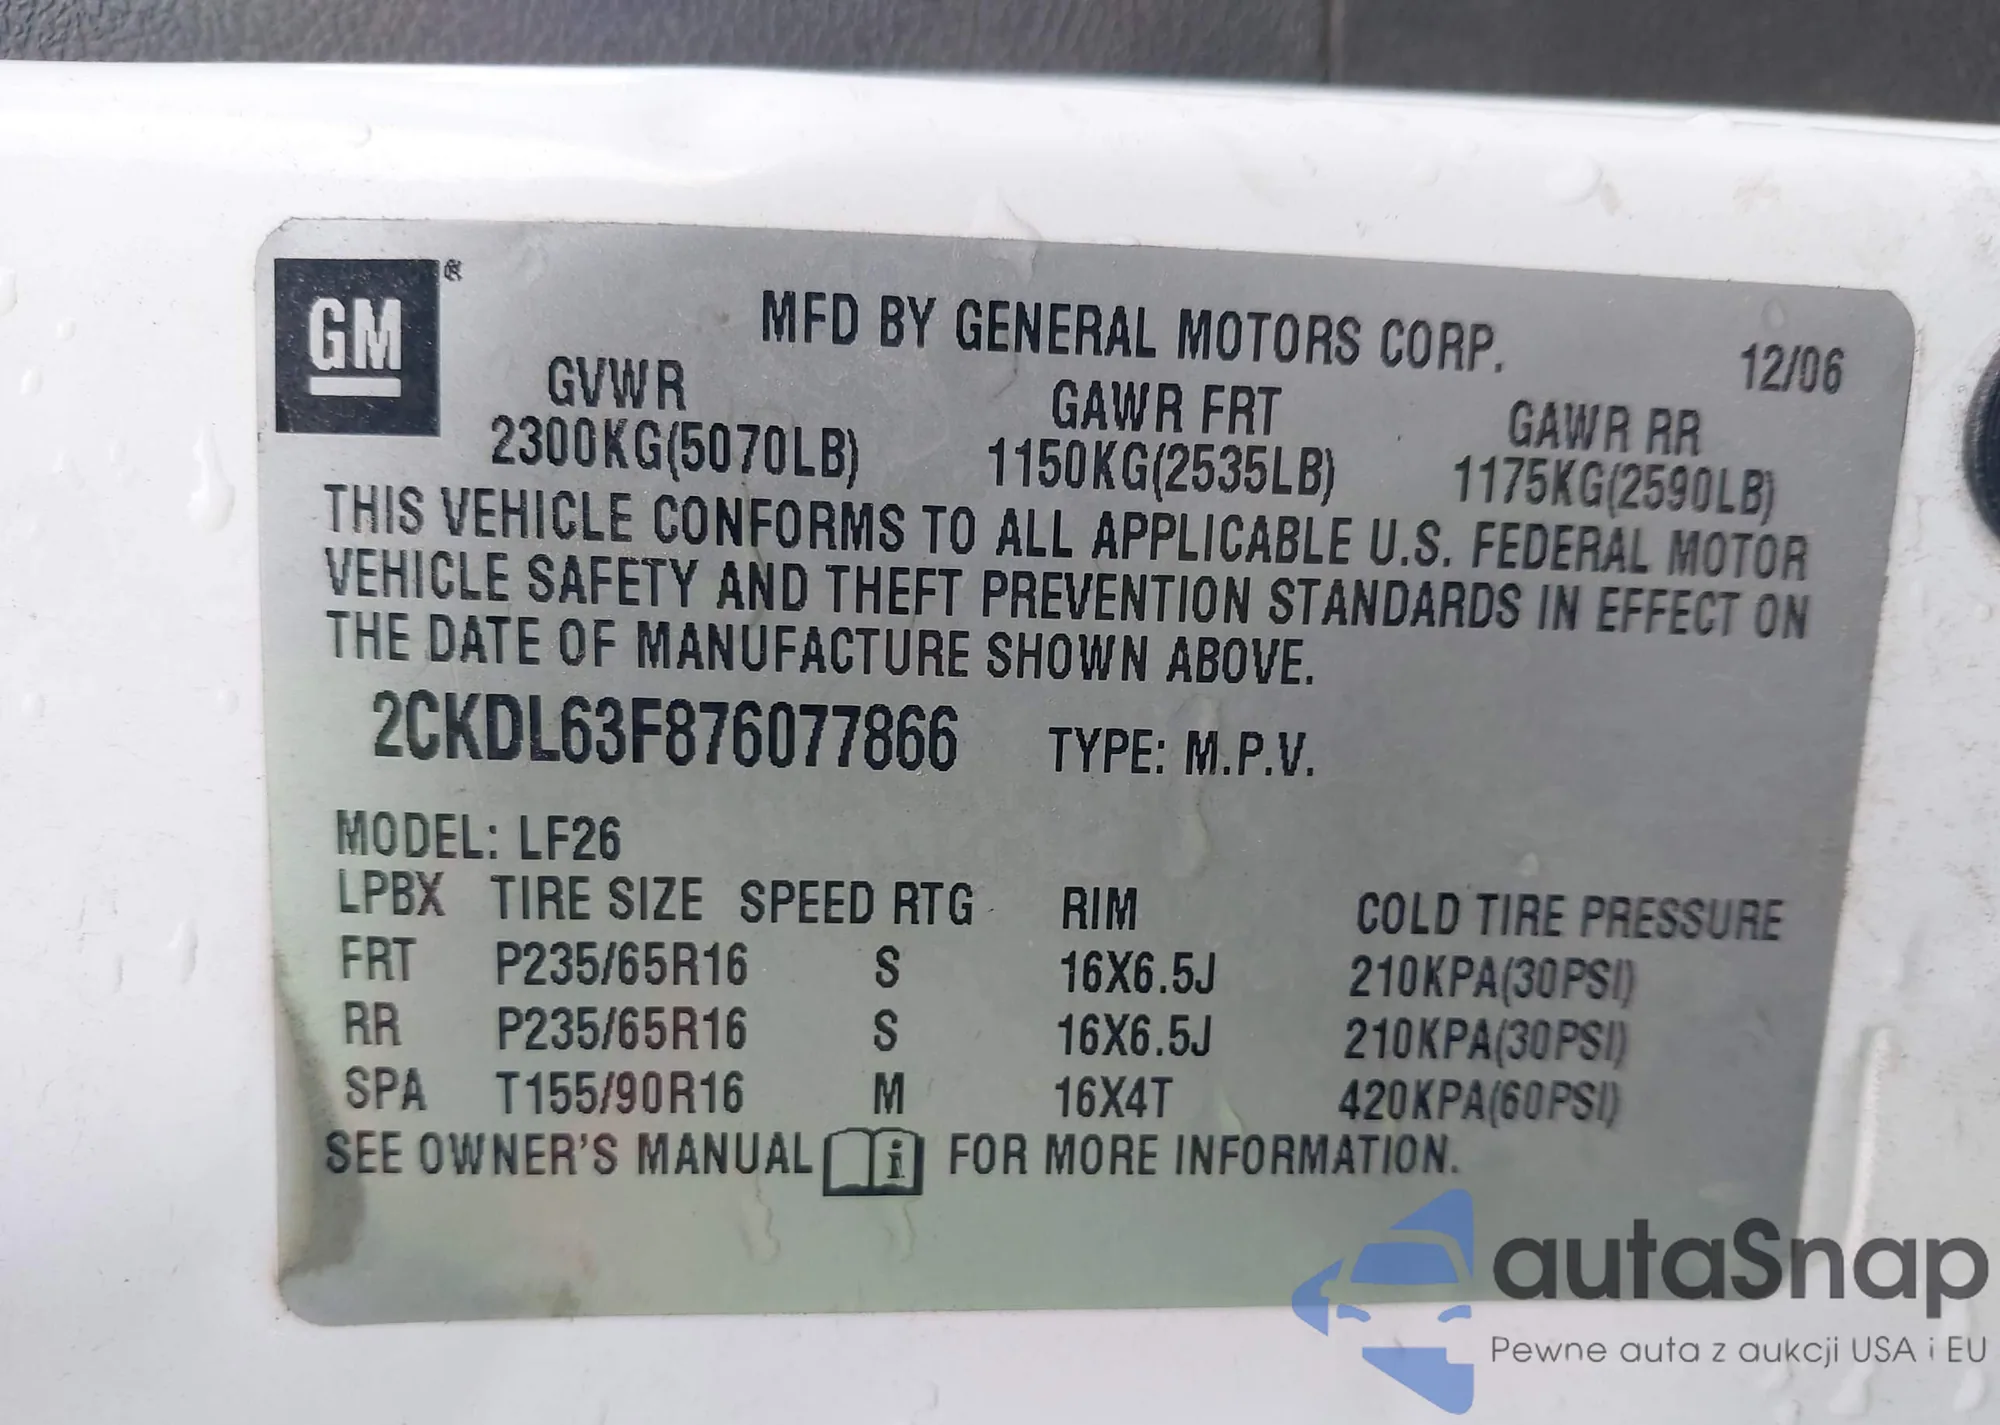 GM®
MFD BY GENERAL MOTORS CORP.
12/06
GVWR GAWR FRT GAWR RR
2300KG(5070LB) 1150KG(2535LB) 1175KG(2590LB)
THIS VEHICLE CONFORMS TO ALL APPLICABLE U.S. FEDERAL MOTOR
VEHICLE SAFETY AND THEFT PREVENTION STANDARDS IN EFFECT ON
THE DATE OF MANUFACTURE SHOWN ABOVE.
2CKDL63F876077866 TYPE: M.P.V.
MODEL: LF26
LPBX TIRE SIZE SPEED RTG RIM COLD TIRE PRESSURE
FRT P235/65R16 S 16X6.5J 210KPA(30PSI)
RR P235/65R16 S 16X6.5J 210KPA(30PSI)
SPA T155/90R16 M 16X4T 420KPA(60PSI)
SEE OWNER'S MANUAL i FOR MORE INFORMATION.
autaSnap
Pewne auta z aukcji USA i EU